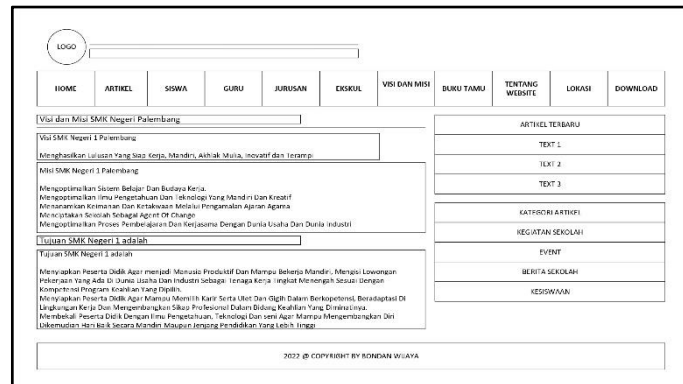 LOGO
HOME
ARTIKEL
SISWA
GURU
JURUSAN
EKSKUL
VISI DAN MISI
BUKU TAMU
TENTANG
WEBSITE
LOKASI
DOWNLOAD
Visi dan Misi SMK Negeri Palembang
Visi SMK Negeri 1 Palembang
Menghasilkan Lulusan Yang Siap Kerja, Mandiri, Akhlak Mulia, Inovatif dan Terampi
Misi SMK Negeri 1 Palembang
Mengoptimalkan Sistem Belajar Dan Budaya Kerja.
Mengoptimalkan Ilmu Pengetahuan Dan Teknologi Yang Mandiri Dan Kreatif
Menanamkan Keimanan Dan Ketakwaan Melalui Pengamalan Ajaran Agama
Menciptakan Sekolah Sebagai Agent Of Change
Mengoptimalkan Proses Pembelajaran Dan Kerjasama Dengan Dunia Usaha Dan Dunia Industri
Tujuan SMK Negeri 1 adalah
Tujuan SMK Negeri 1 adalah
Menyiapkan Peserta Didik Agar menjadi Manusia Produktif Dan Mampu Bekerja Mandiri, Mengisi Lowongan
Pekerjaan Yang Ada Di Dunia Usaha Dan Industri Sebagai Tenaga Kerja Tingkat Menengah Sesuai Dengan
Kompetensi Program Keahlian Yang Dipilih.
Menyiapkan Peserta Didik Agar Mampu Memilih Karir Serta Ulet Dan Gigih Dalam Berkopetensi, Beradaptasi Di
Lingkungan Kerja Dan Mengembangkan Sikap Profesional Dalam Bidang Keahlian Yang Diminatinya.
Membekali Peserta Didik Dengan Ilmu Pengetahuan, Teknologi Dan seni Agar Mampu Mengembangkan Diri
Dikemudian Hari Baik Secara Mandiri Maupun Jenjang Pendidikan Yang Lebih Tinggi
ARTIKEL TERBARU
TEXT 1
TEXT 2
TEXT 3
KATEGORI ARTIKEL
KEGIATAN SEKOLAH
EVENT
BERITA SEKOLAH
KESISWAAN
2022 @ COPYRIGHT BY BONDAN WIJAYA